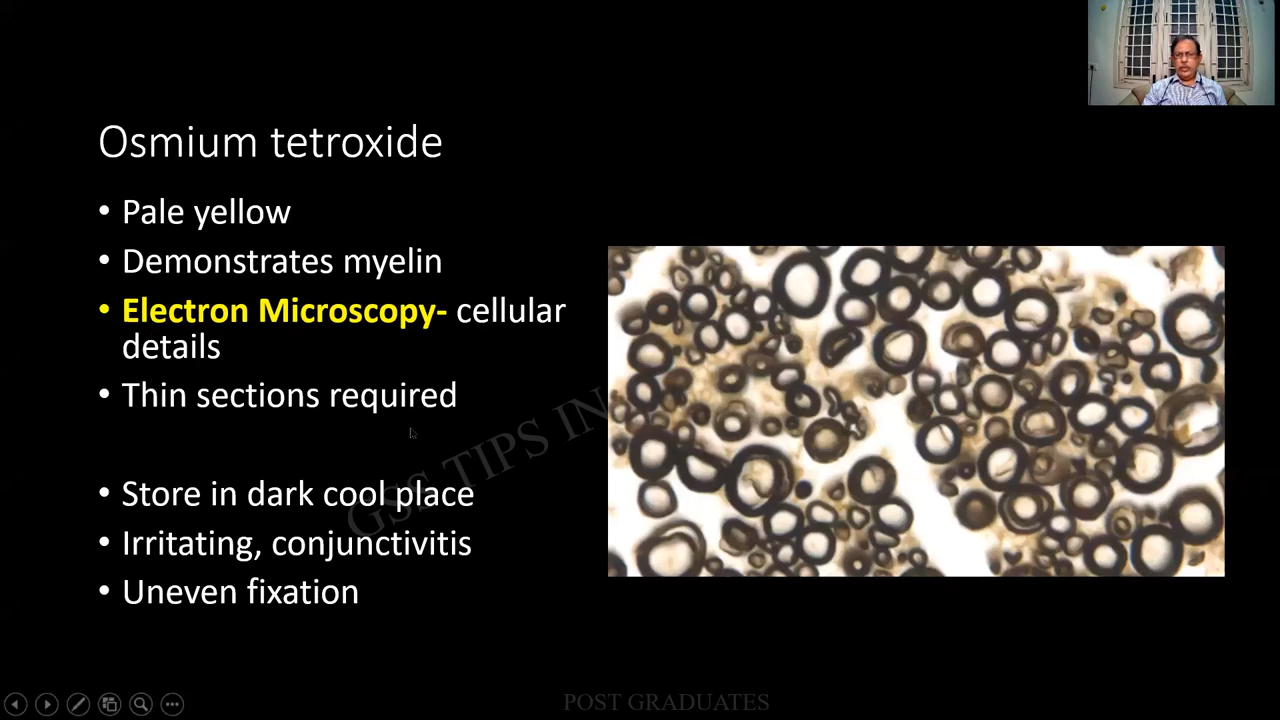 Osmium tetroxide
• Pale yellow
• Demonstrates myelin
• Electron Microscopy- cellular
details
• Thin sections required
GSS TIPS IN
• Store in dark cool place
• Irritating, conjunctivitis
• Uneven fixation
POST GRADUATES